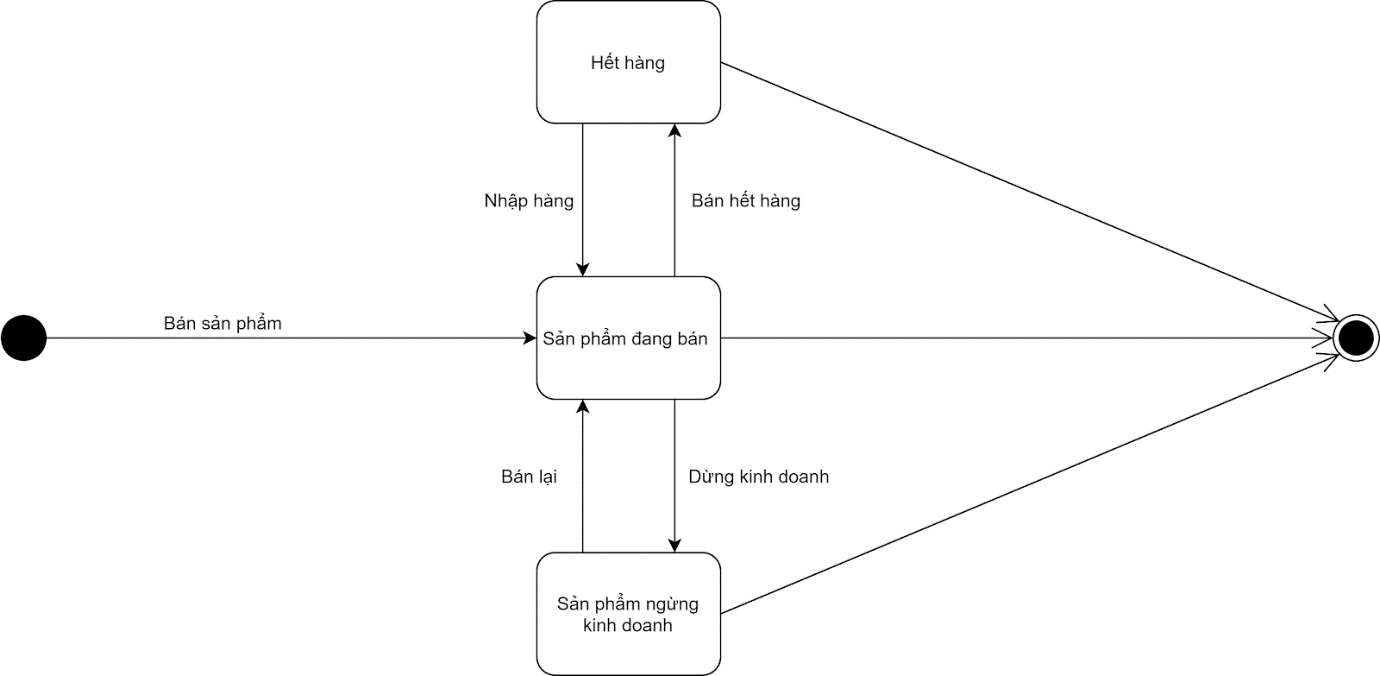 Hết hàng
Nhập hàng
Bán hết hàng
Bán sản phẩm
Sản phẩm đang bán
Bán lại
Dừng kinh doanh
Sản phẩm ngừng
kinh doanh